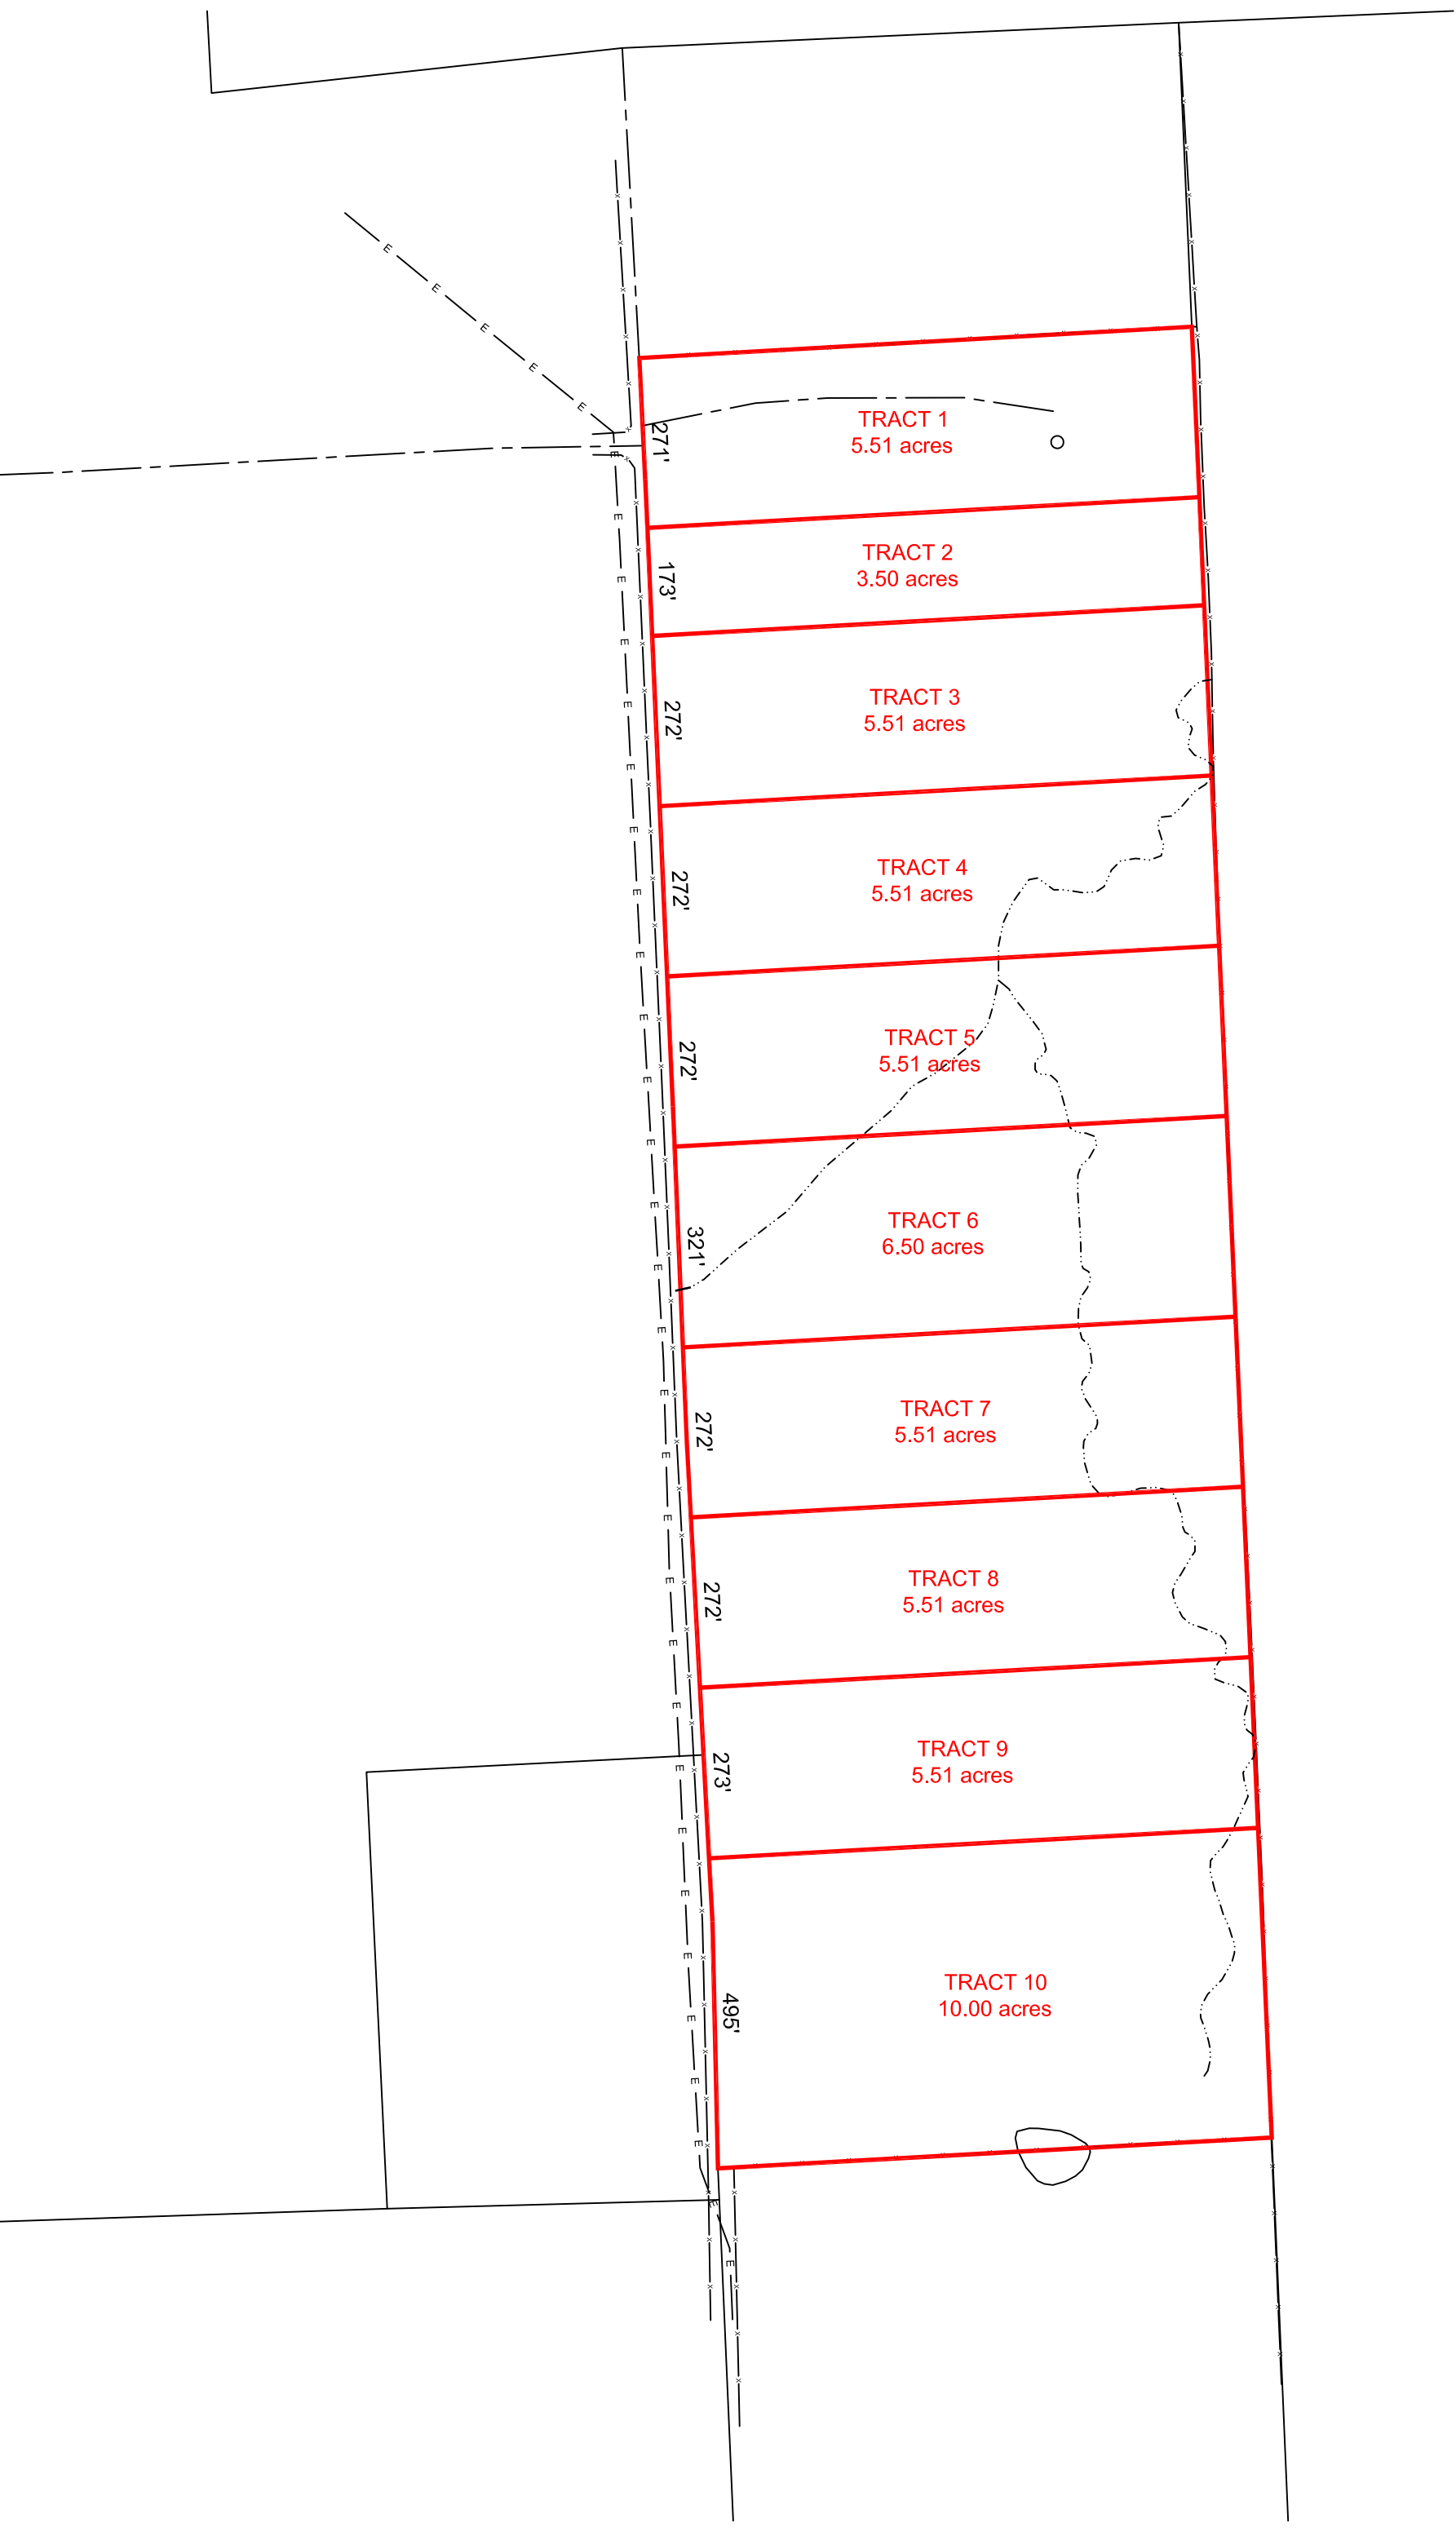 TRACT 1
5.51 acres
271'
TRACT 2
3.50 acres
173'
TRACT 3
5.51 acres
272'
TRACT 4
5.51 acres
272'
TRACT 5
5.51 acres
272'
TRACT 6
6.50 acres
321'
TRACT 7
5.51 acres
272'
TRACT 8
5.51 acres
272'
TRACT 9
5.51 acres
273'
TRACT 10
10.00 acres
495'